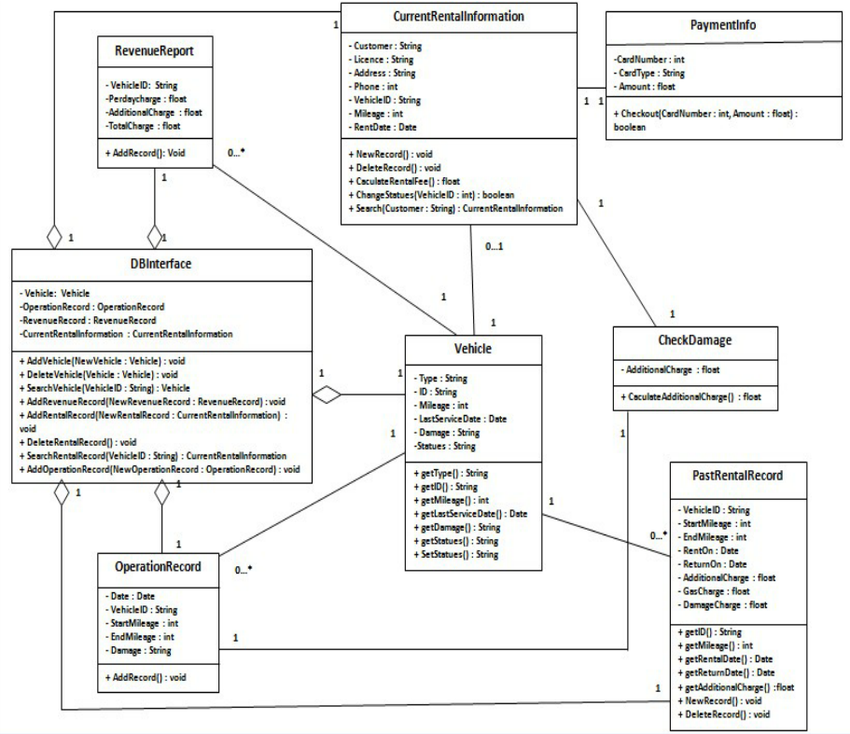 CurrentRentalInformation
- Customer : String
- Licence : String
- Address : String
- Phone : int
- VehicleID : String
- Mileage : int
- RentDate : Date
+ NewRecord() : void
+ DeleteRecord() : void
+ CaculateRentalFee() : float
+ ChangeStatues(VehicleID : int) : boolean
+ Search(Customer : String) : CurrentRentalInformation
PaymentInfo
-CardNumber : int
- CardType : String
- Amount : float
+ Checkout(CardNumber : int, Amount : float) :
boolean
RevenueReport
- VehicleID: String
- Perdaycharge : float
-AdditionalCharge : float
-TotalCharge : float
+ AddRecord(): Void
1
1
1
0...*
1
1
1
1
0...1
1
1
1
DBInterface
- Vehicle: Vehicle
-OperationRecord : OperationRecord
-RevenueRecord : RevenueRecord
-CurrentRentalInformation : CurrentRentalInformation
+ AddVehicle(NewVehicle : Vehicle) : void
+ DeleteVehicle(Vehicle : Vehicle) : void
+ SearchVehicle(VehicleID : String) : Vehicle
+ AddRevenueRecord(NewRevenueRecord : RevenueRecord) : void
+ AddRentalRecord(NewRentalRecord : CurrentRentalInformation) :
void
+ DeleteRentalRecord() : void
+ SearchRentalRecord(VehicleID : String) : CurrentRentalInformation
+ AddOperationRecord(NewOperationRecord : OperationRecord) : void
Vehicle
- Type : String
- ID : String
- Mileage : int
- LastServiceDate : Date
- Damage : String
-Statues : String
+ getType() : String
+ getID() : String
+ getMileage() : int
+ getLastServiceDate() : Date
+ getDamage() : String
+ getStatues() : String
+ SetStatues() : String
CheckDamage
- AdditionalCharge : float
+ CaculateAdditionalCharge() : float
1
1
1
1
1
0...*
1
1
1
0...*
1
1
OperationRecord
- Date : Date
- VehicleID : String
- StartMileage : int
- EndMileage : int
- Damage : String
+ AddRecord() : void
PastRentalRecord
- VehicleID : String
- StartMileage : int
- EndMileage : int
- RentOn : Date
- ReturnOn : Date
- AdditionalCharge : float
- GasCharge : float
- DamageCharge : float
+ getID() : String
+ getMileage() : int
+ getRentalDate() : Date
+ getReturnDate() : Date
+ getAdditionalCharge() :float
+ NewRecord() : void
+ DeleteRecord() : void